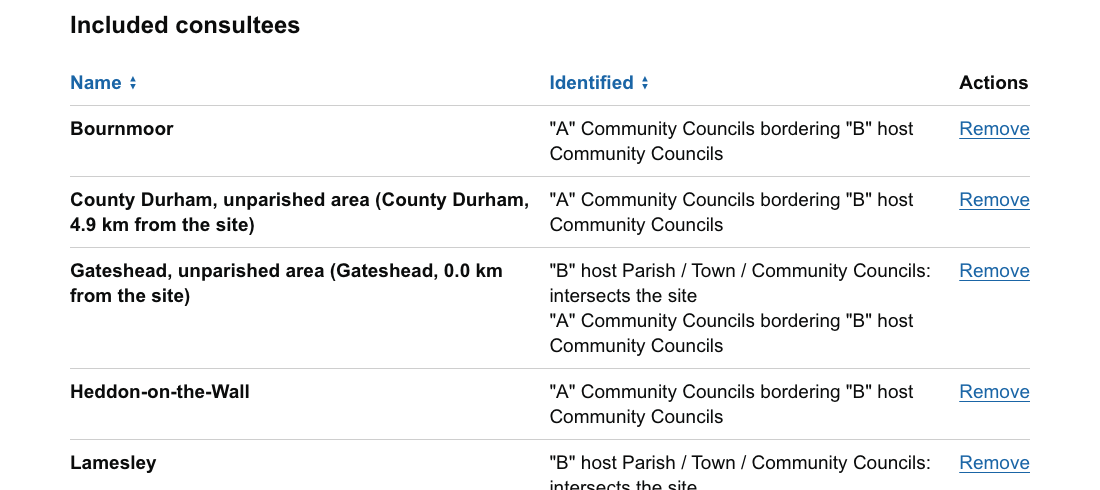 Included consultees
Name Identified Actions
Bournmoor "A" Community Councils bordering "B" host Remove
Community Councils
County Durham, unparished area (County Durham, "A" Community Councils bordering "B" host Remove
4.9 km from the site) Community Councils
Gateshead, unparished area (Gateshead, 0.0 km "B" host Parish / Town / Community Councils: Remove
from the site) intersects the site
"A" Community Councils bordering "B" host
Community Councils
Heddon-on-the-Wall "A" Community Councils bordering "B" host Remove
Community Councils
Lamesley "B" host Parish / Town / Community Councils: Remove
intersects the site